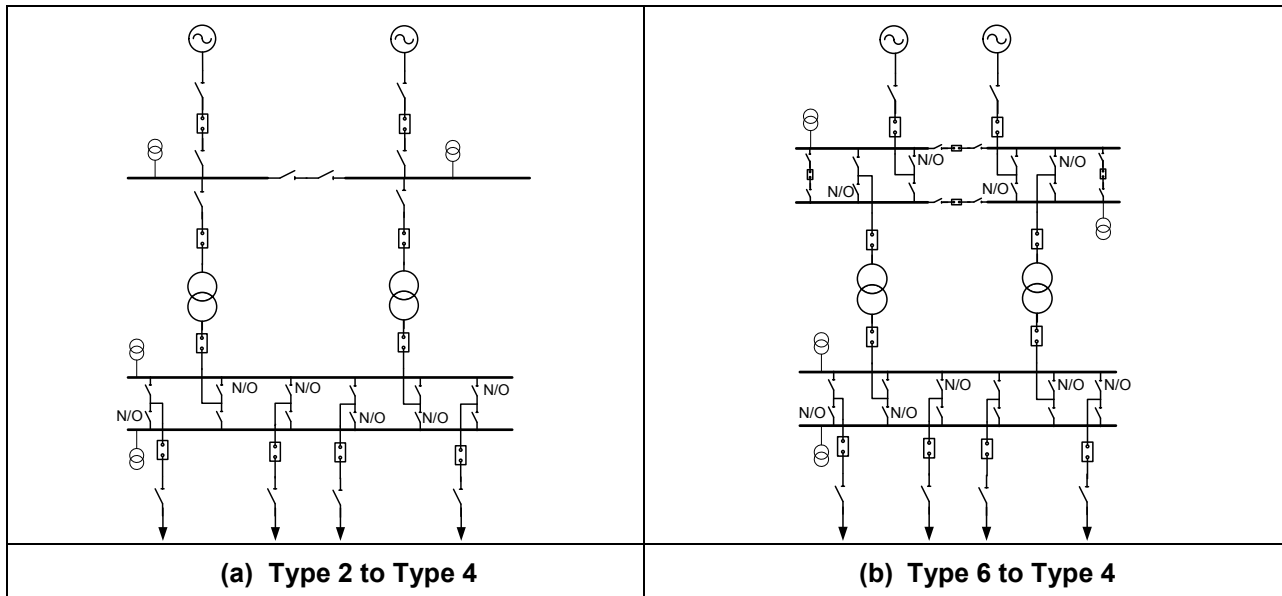 N/O N/O
N/O N/O N/O
N/O N/O
N/O N/O
N/O N/O
N/O N/O N/O N/O
(a) Type 2 to Type 4
(b) Type 6 to Type 4